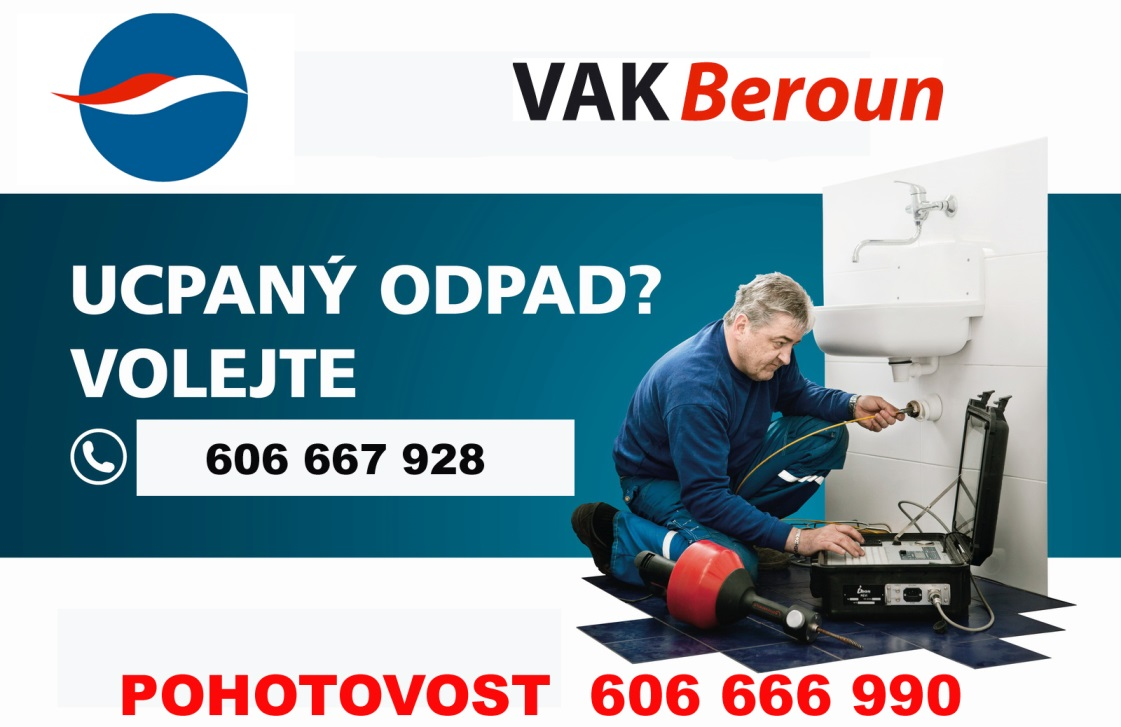 VAK Beroun
UCPANÝ ODPAD?
VOLEJTE
606 667 928
POHOTOVOST 606 666 990